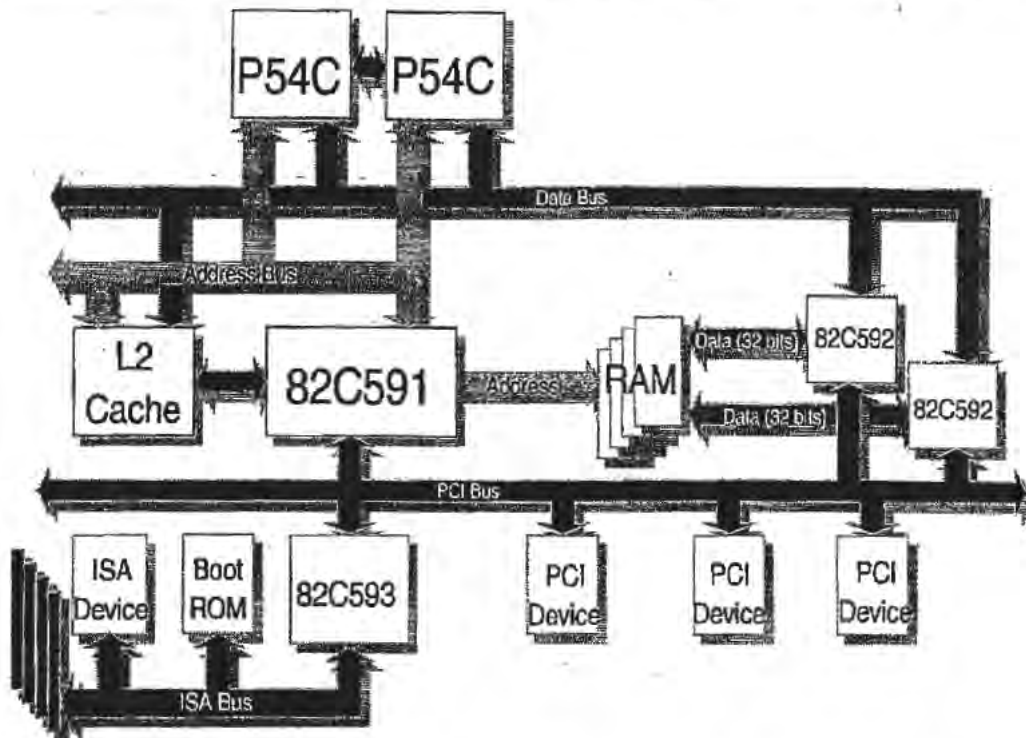 P54C
P54C
Data Bus
Address Bus
L2
Cache
82C591
Address
RAM
Data (32 bits)
82C592
Data (32 bits)
82C592
PCI Bus
ISA
Device
Boot
ROM
82C593
PCI
Device
PCI
Device
PCI
Device
ISA Bus